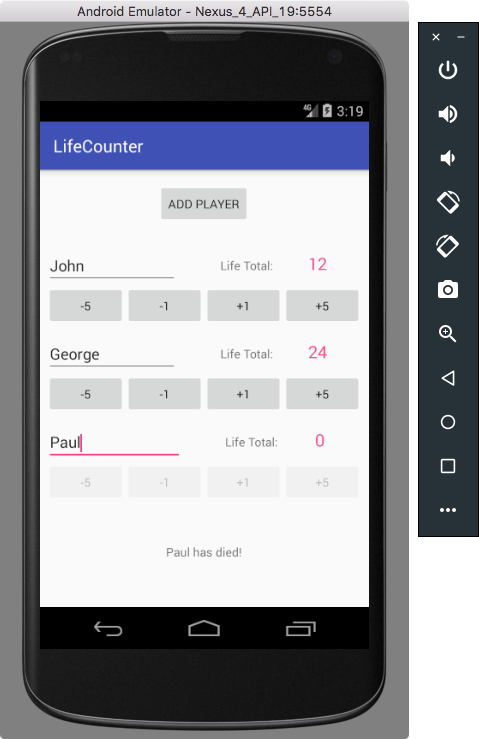 Android Emulator - Nexus_4_API_19:5554
4G 3:19
LifeCounter
ADD PLAYER
John Life Total: 12
-5 -1 +1 +5
George Life Total: 24
-5 -1 +1 +5
Paul Life Total: 0
-5 -1 +1 +5
Paul has died!